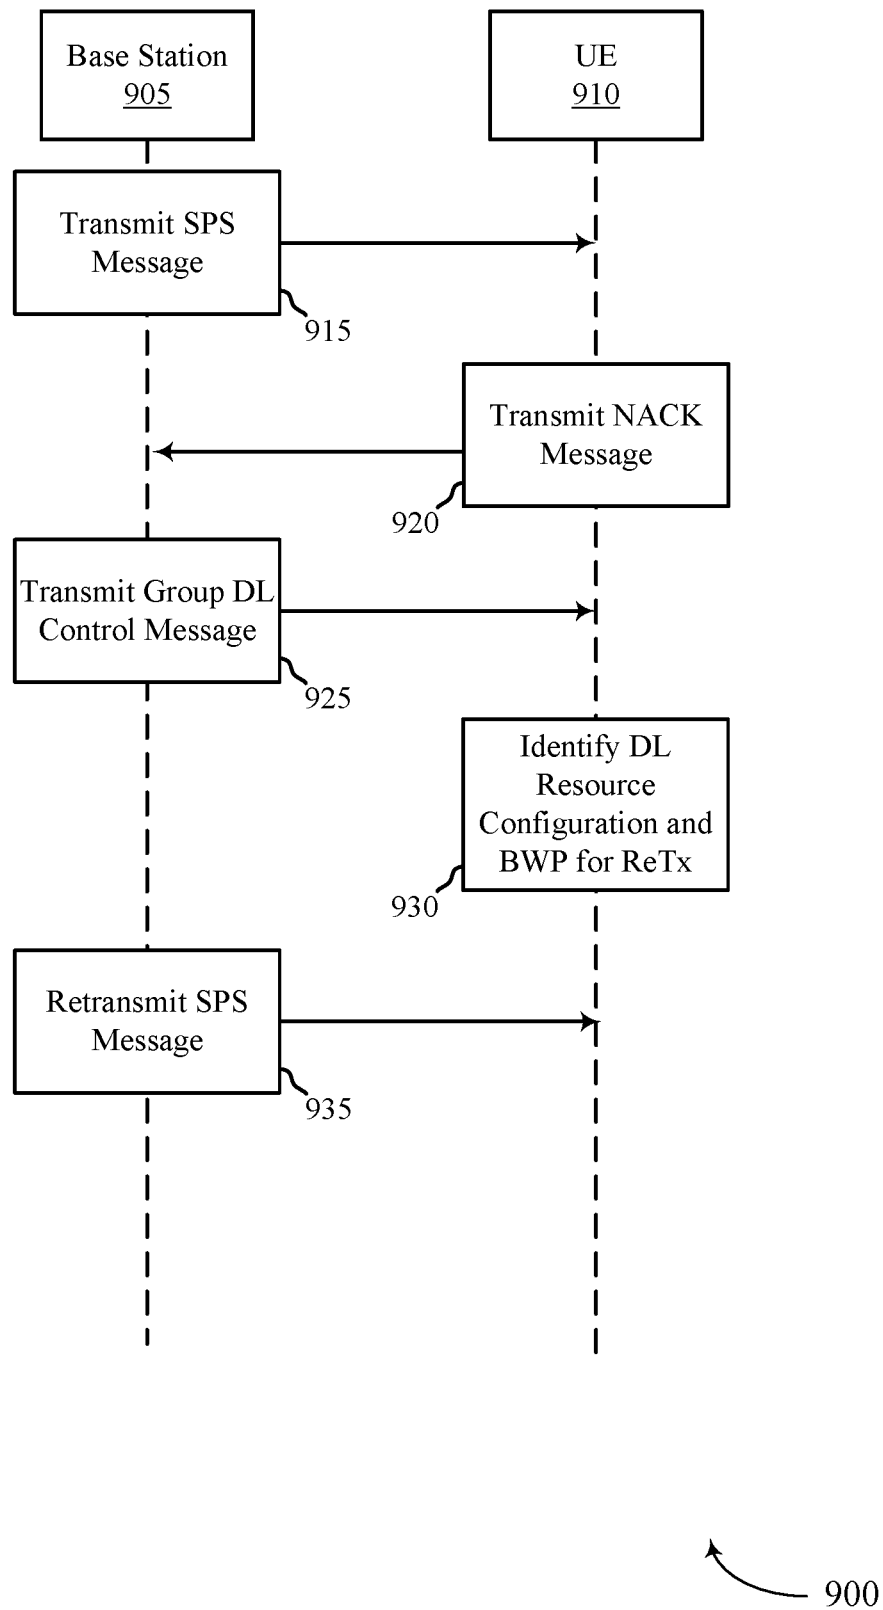 Base Station
905
UE
910
Transmit SPS
Message
915
Transmit NACK
Message
920
Transmit Group DL
Control Message
925
Identify DL
Resource
Configuration and
BWP for ReTx
930
Retransmit SPS
Message
935
900